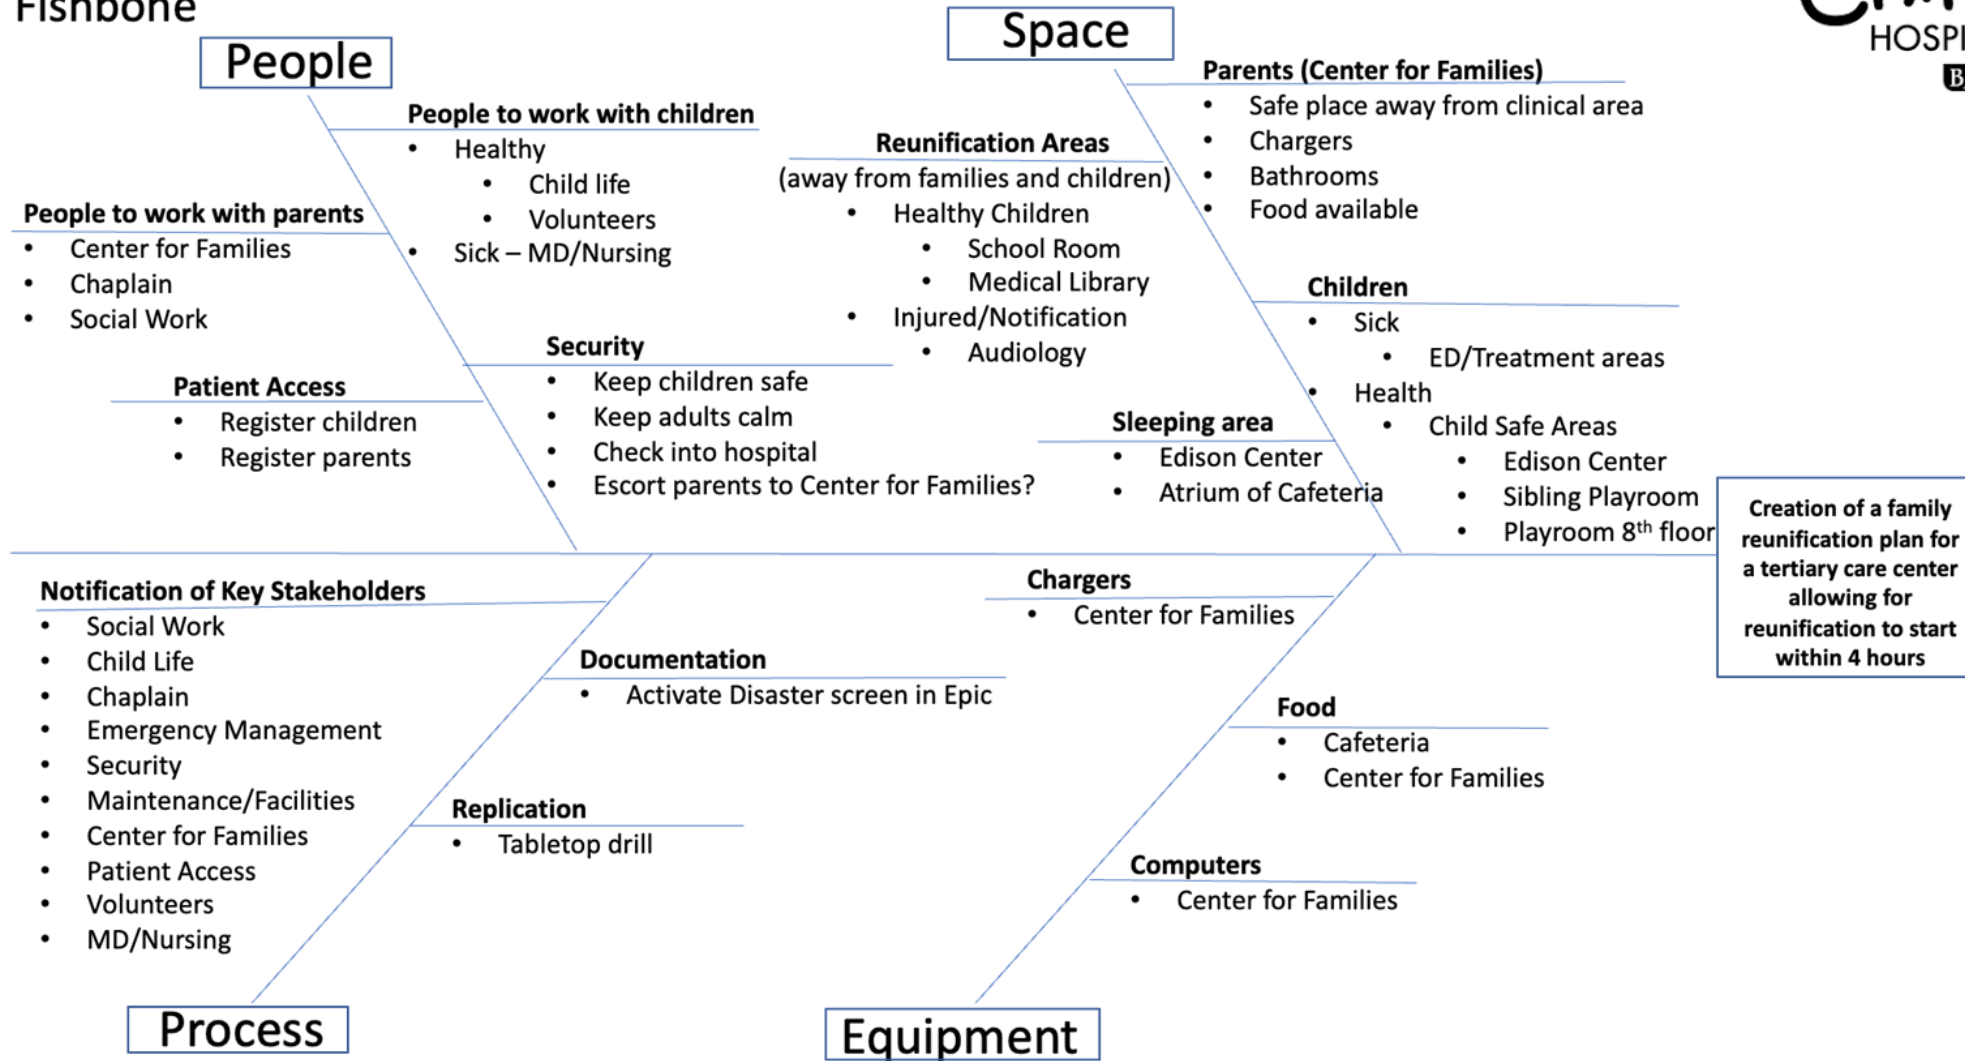 Fishbone
HOSPI
B
People
People to work with children
• Healthy
• Child life
• Volunteers
• Sick – MD/Nursing
People to work with parents
• Center for Families
• Chaplain
• Social Work
Security
• Keep children safe
• Keep adults calm
• Check into hospital
• Escort parents to Center for Families?
Patient Access
• Register children
• Register parents
Space
Parents (Center for Families)
• Safe place away from clinical area
• Chargers
• Bathrooms
• Food available
Reunification Areas
(away from families and children)
• Healthy Children
• School Room
• Medical Library
• Injured/Notification
• Audiology
Children
• Sick
• ED/Treatment areas
• Health
• Child Safe Areas
• Edison Center
• Sibling Playroom
• Playroom 8th floor
Sleeping area
• Edison Center
• Atrium of Cafeteria
Creation of a family
reunification plan for
a tertiary care center
allowing for
reunification to start
within 4 hours
Notification of Key Stakeholders
• Social Work
• Child Life
• Chaplain
• Emergency Management
• Security
• Maintenance/Facilities
• Center for Families
• Patient Access
• Volunteers
• MD/Nursing
Documentation
• Activate Disaster screen in Epic
Replication
• Tabletop drill
Process
Chargers
• Center for Families
Food
• Cafeteria
• Center for Families
Computers
• Center for Families
Equipment